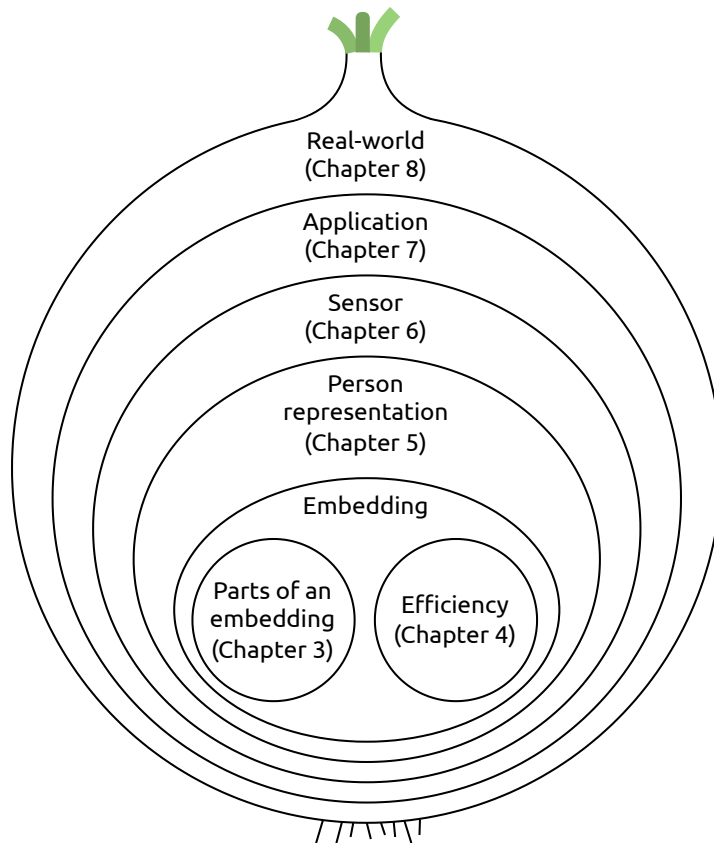 Real-world
(Chapter 8)
Application
(Chapter 7)
Sensor
(Chapter 6)
Person
representation
(Chapter 5)
Embedding
Parts of an
embedding
(Chapter 3)
Efficiency
(Chapter 4)